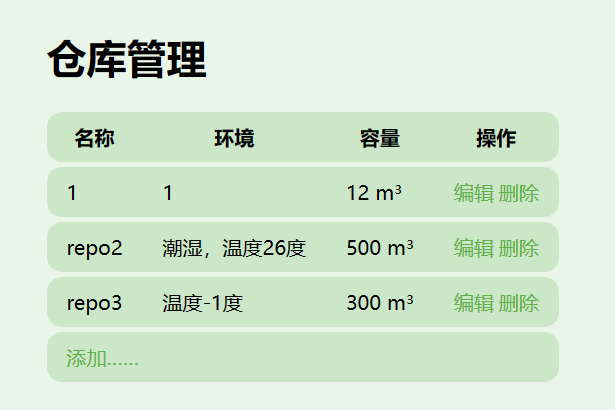 仓库管理
名称 环境 容量 操作
1 1 12 m³ 编辑 删除
repo2 潮湿，温度26度 500 m³ 编辑 删除
repo3 温度-1度 300 m³ 编辑 删除
添加......